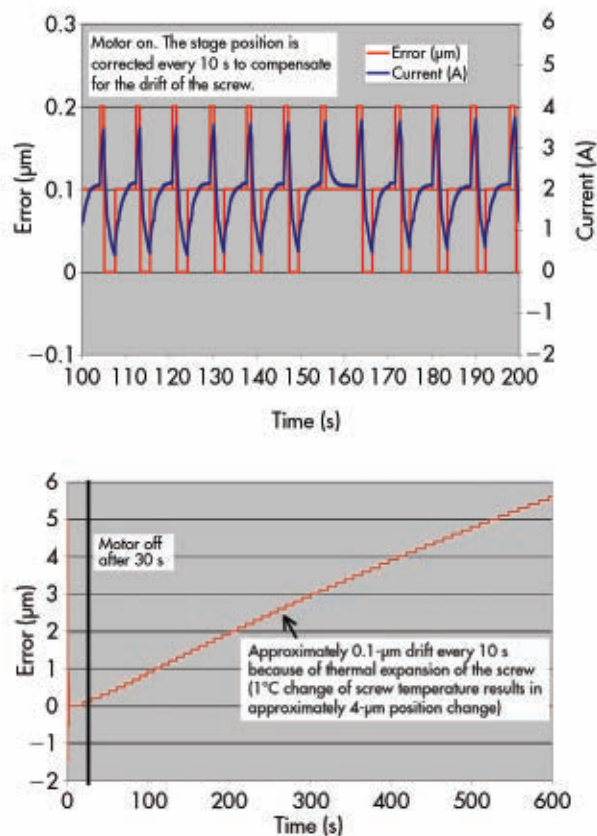 0.3
0.2
0.1
0
−0.1
Error (µm)
Motor on. The stage position is
corrected every 10 s to compensate
for the drift of the screw.
Error (µm)
Current (A)
6
5
4
3
2
1
0
−1
−2
Current (A)
100 110 120 130 140 150 160 170 180 190 200
Time (s)
6
5
4
3
2
1
0
−1
−2
Error (µm)
Motor off
after 30 s
Approximately 0.1-µm drift every 10 s
because of thermal expansion of the screw
(1°C change of screw temperature results in
approximately 4-µm position change)
0 100 200 300 400 500 600
Time (s)